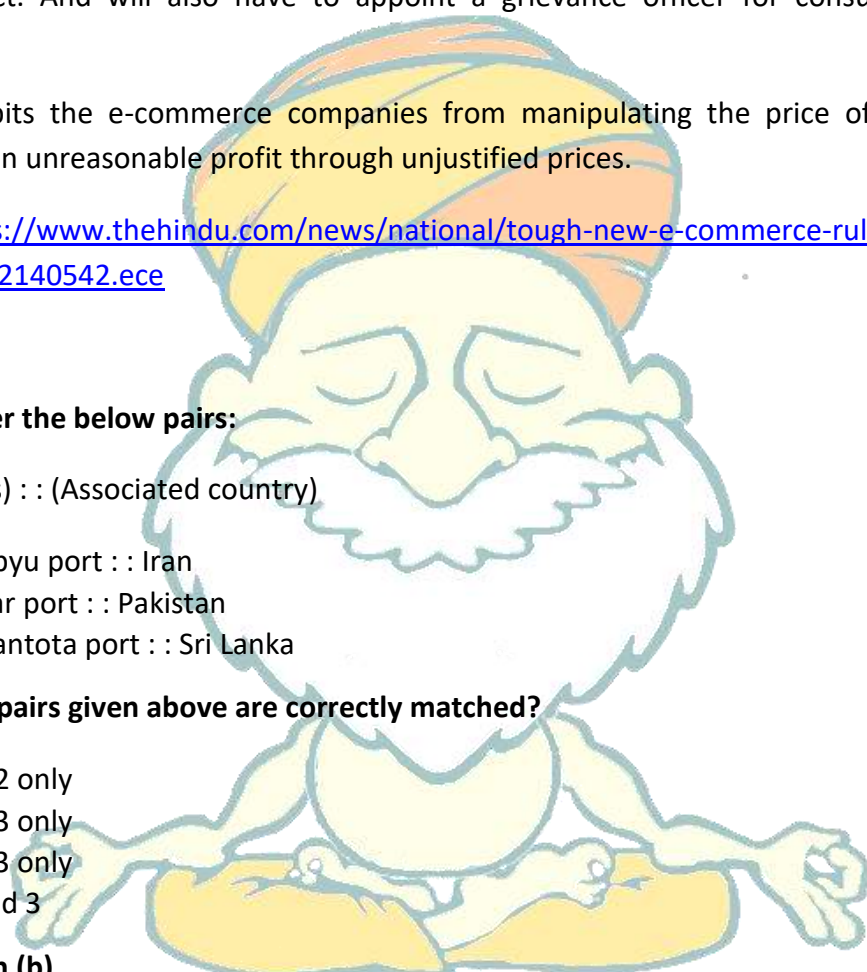 et. And will also have to appoint a grievance officer for consu
bits the e-commerce companies from manipulating the price of
n unreasonable profit through unjustified prices.
s://www.thehindu.com/news/national/tough-new-e-commerce-rul
2140542.ece
er the below pairs:
s) : : (Associated country)
pyu port : : Iran
ar port : : Pakistan
antota port : : Sri Lanka
pairs given above are correctly matched?
2 only
3 only
3 only
d 3
n (b)